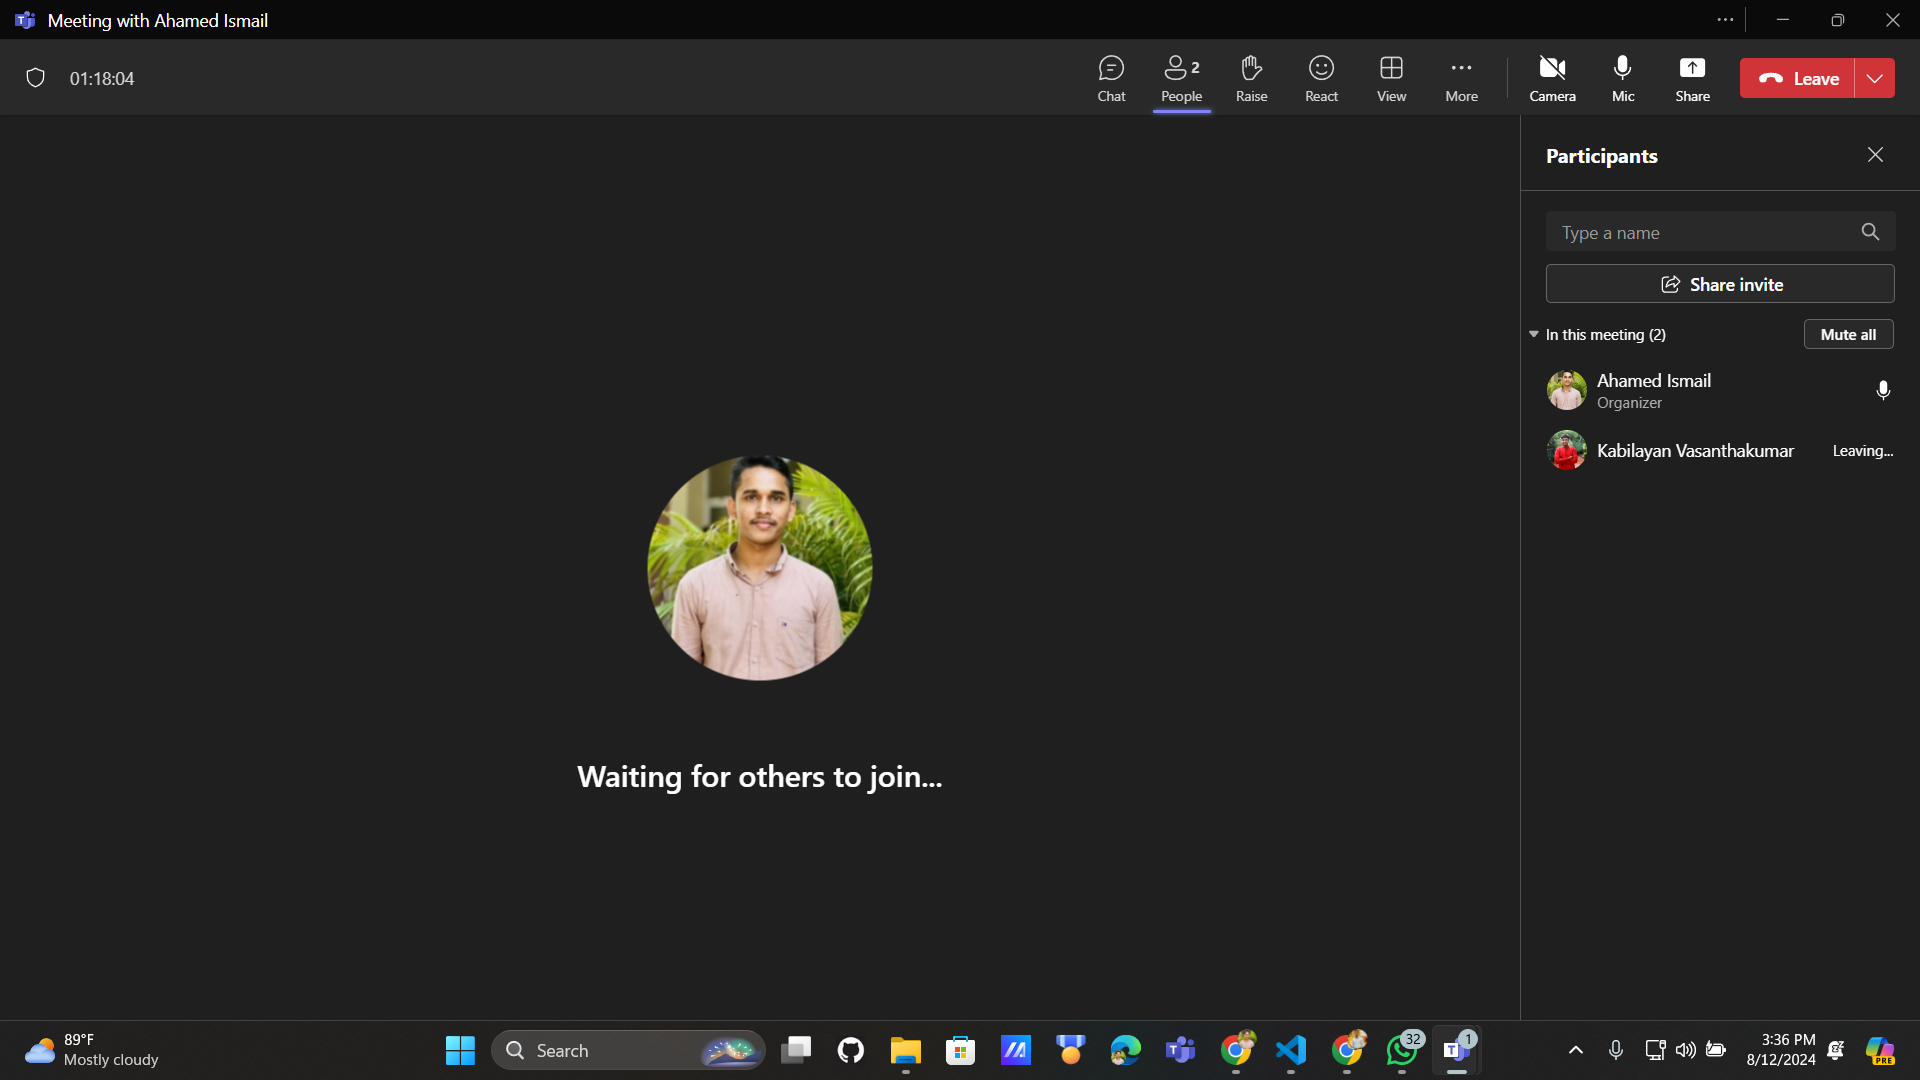 Meeting with Ahamed Ismail
01:18:04
Chat
People 2
Raise
React
View
More
Camera
Mic
Share
Leave
Participants
Type a name
Share invite
In this meeting (2)
Mute all
Ahamed Ismail
Organizer
Kabilayan Vasanthakumar
Leaving...
Waiting for others to join...
89°F
Mostly cloudy
Search
32
1
3:36 PM
8/12/2024
PRE